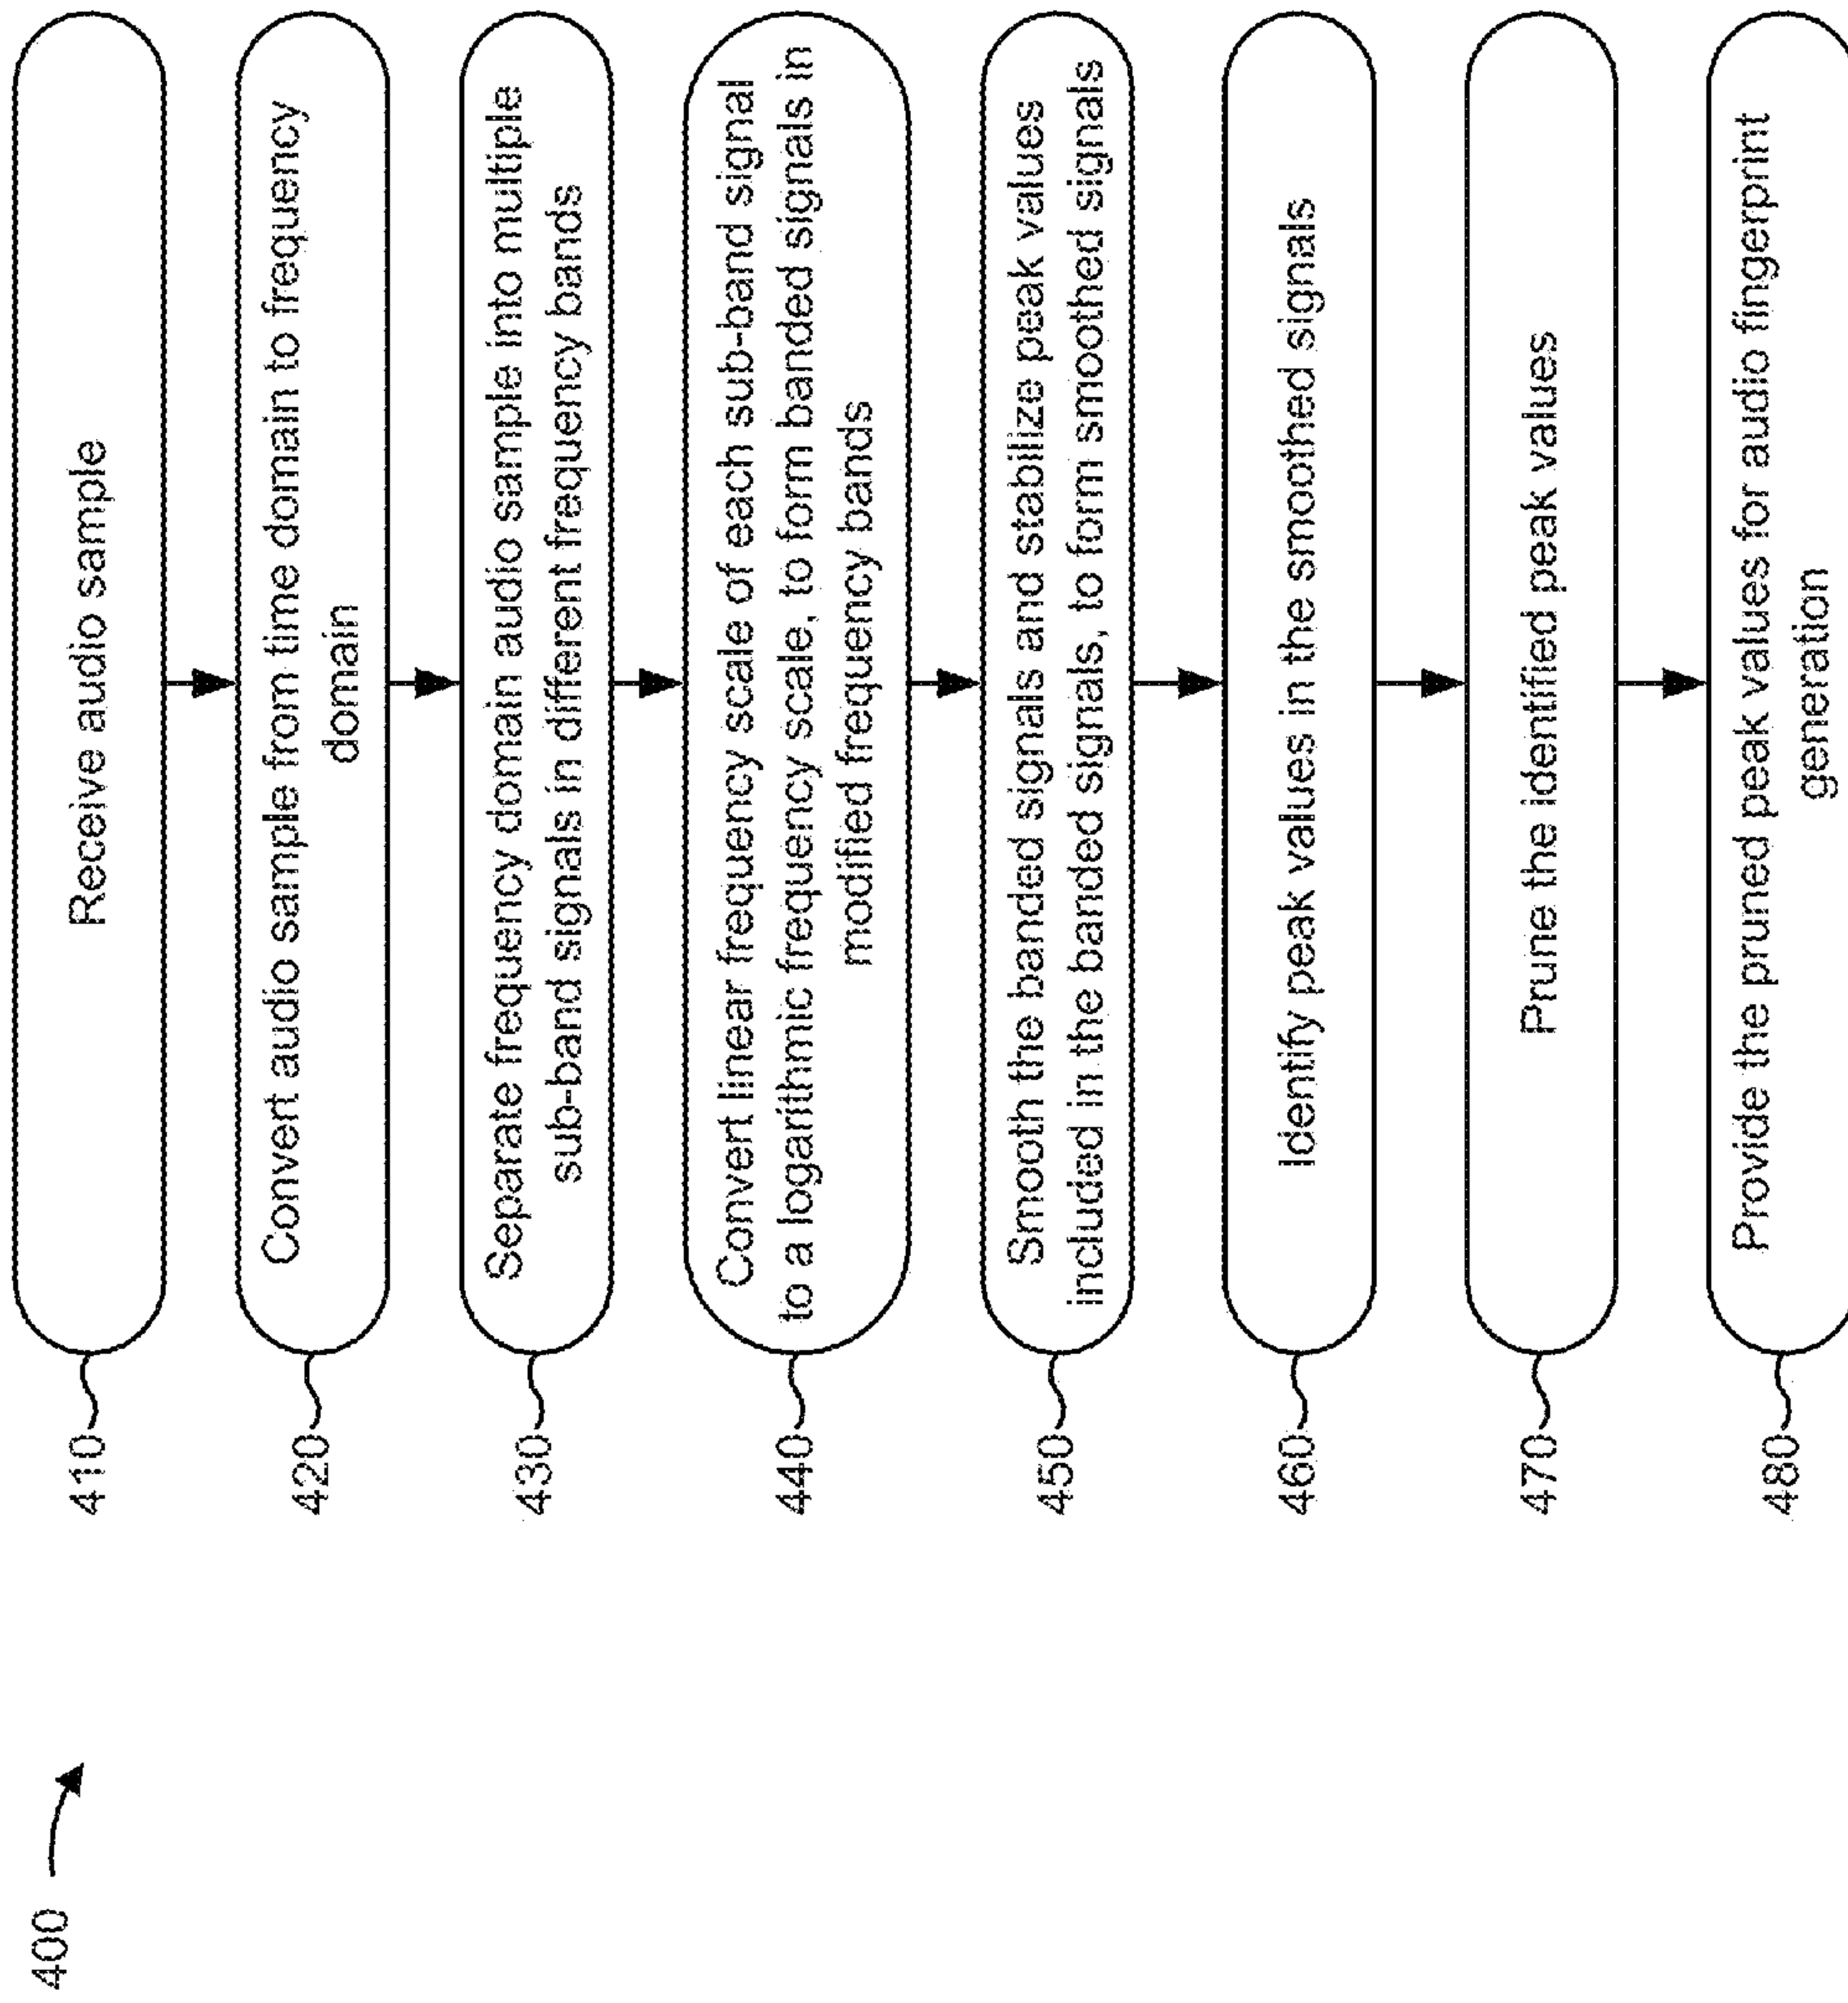 400
410
Receive audio sample
420
Convert audio sample from time domain to frequency
domain
430
Separate frequency domain audio sample into multiple
sub-band signals in different frequency bands
440
Convert linear frequency scale of each sub-band signal
to a logarithmic frequency scale, to form banded signals in
modified frequency bands
450
Smooth the banded signals and stabilize peak values
included in the banded signals, to form smoothed signals
460
Identify peak values in the smoothed signals
470
Prune the identified peak values
480
Provide the pruned peak values for audio fingerprint
generation